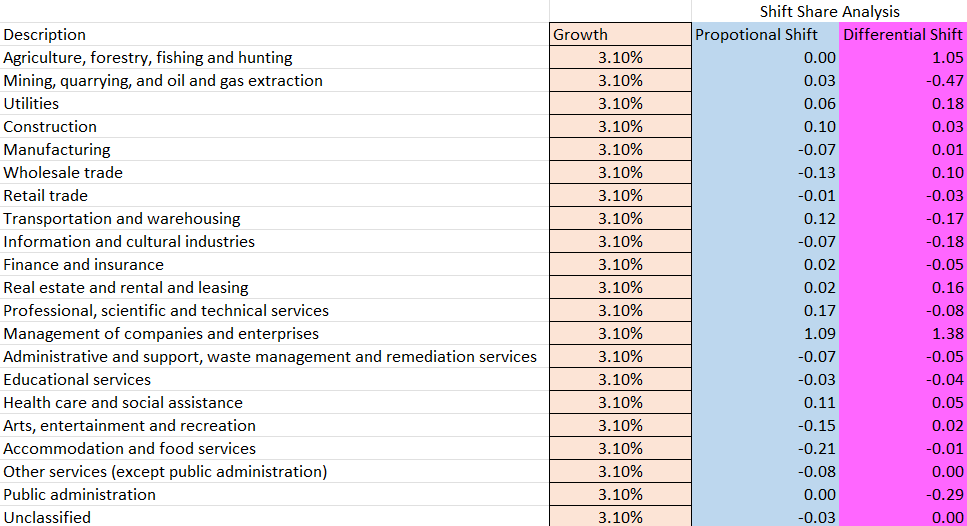 Shift Share Analysis
Description Growth Propotional Shift Differential Shift
Agriculture, forestry, fishing and hunting 3.10% 0.00 1.05
Mining, quarrying, and oil and gas extraction 3.10% 0.03 -0.47
Utilities 3.10% 0.06 0.18
Construction 3.10% 0.10 0.03
Manufacturing 3.10% -0.07 0.01
Wholesale trade 3.10% -0.13 0.10
Retail trade 3.10% -0.01 -0.03
Transportation and warehousing 3.10% 0.12 -0.17
Information and cultural industries 3.10% -0.07 -0.18
Finance and insurance 3.10% 0.02 -0.05
Real estate and rental and leasing 3.10% 0.02 0.16
Professional, scientific and technical services 3.10% 0.17 -0.08
Management of companies and enterprises 3.10% 1.09 1.38
Administrative and support, waste management and remediation services 3.10% -0.07 -0.05
Educational services 3.10% -0.03 -0.04
Health care and social assistance 3.10% 0.11 0.05
Arts, entertainment and recreation 3.10% -0.15 0.02
Accommodation and food services 3.10% -0.21 -0.01
Other services (except public administration) 3.10% -0.08 0.00
Public administration 3.10% 0.00 -0.29
Unclassified 3.10% -0.03 0.00